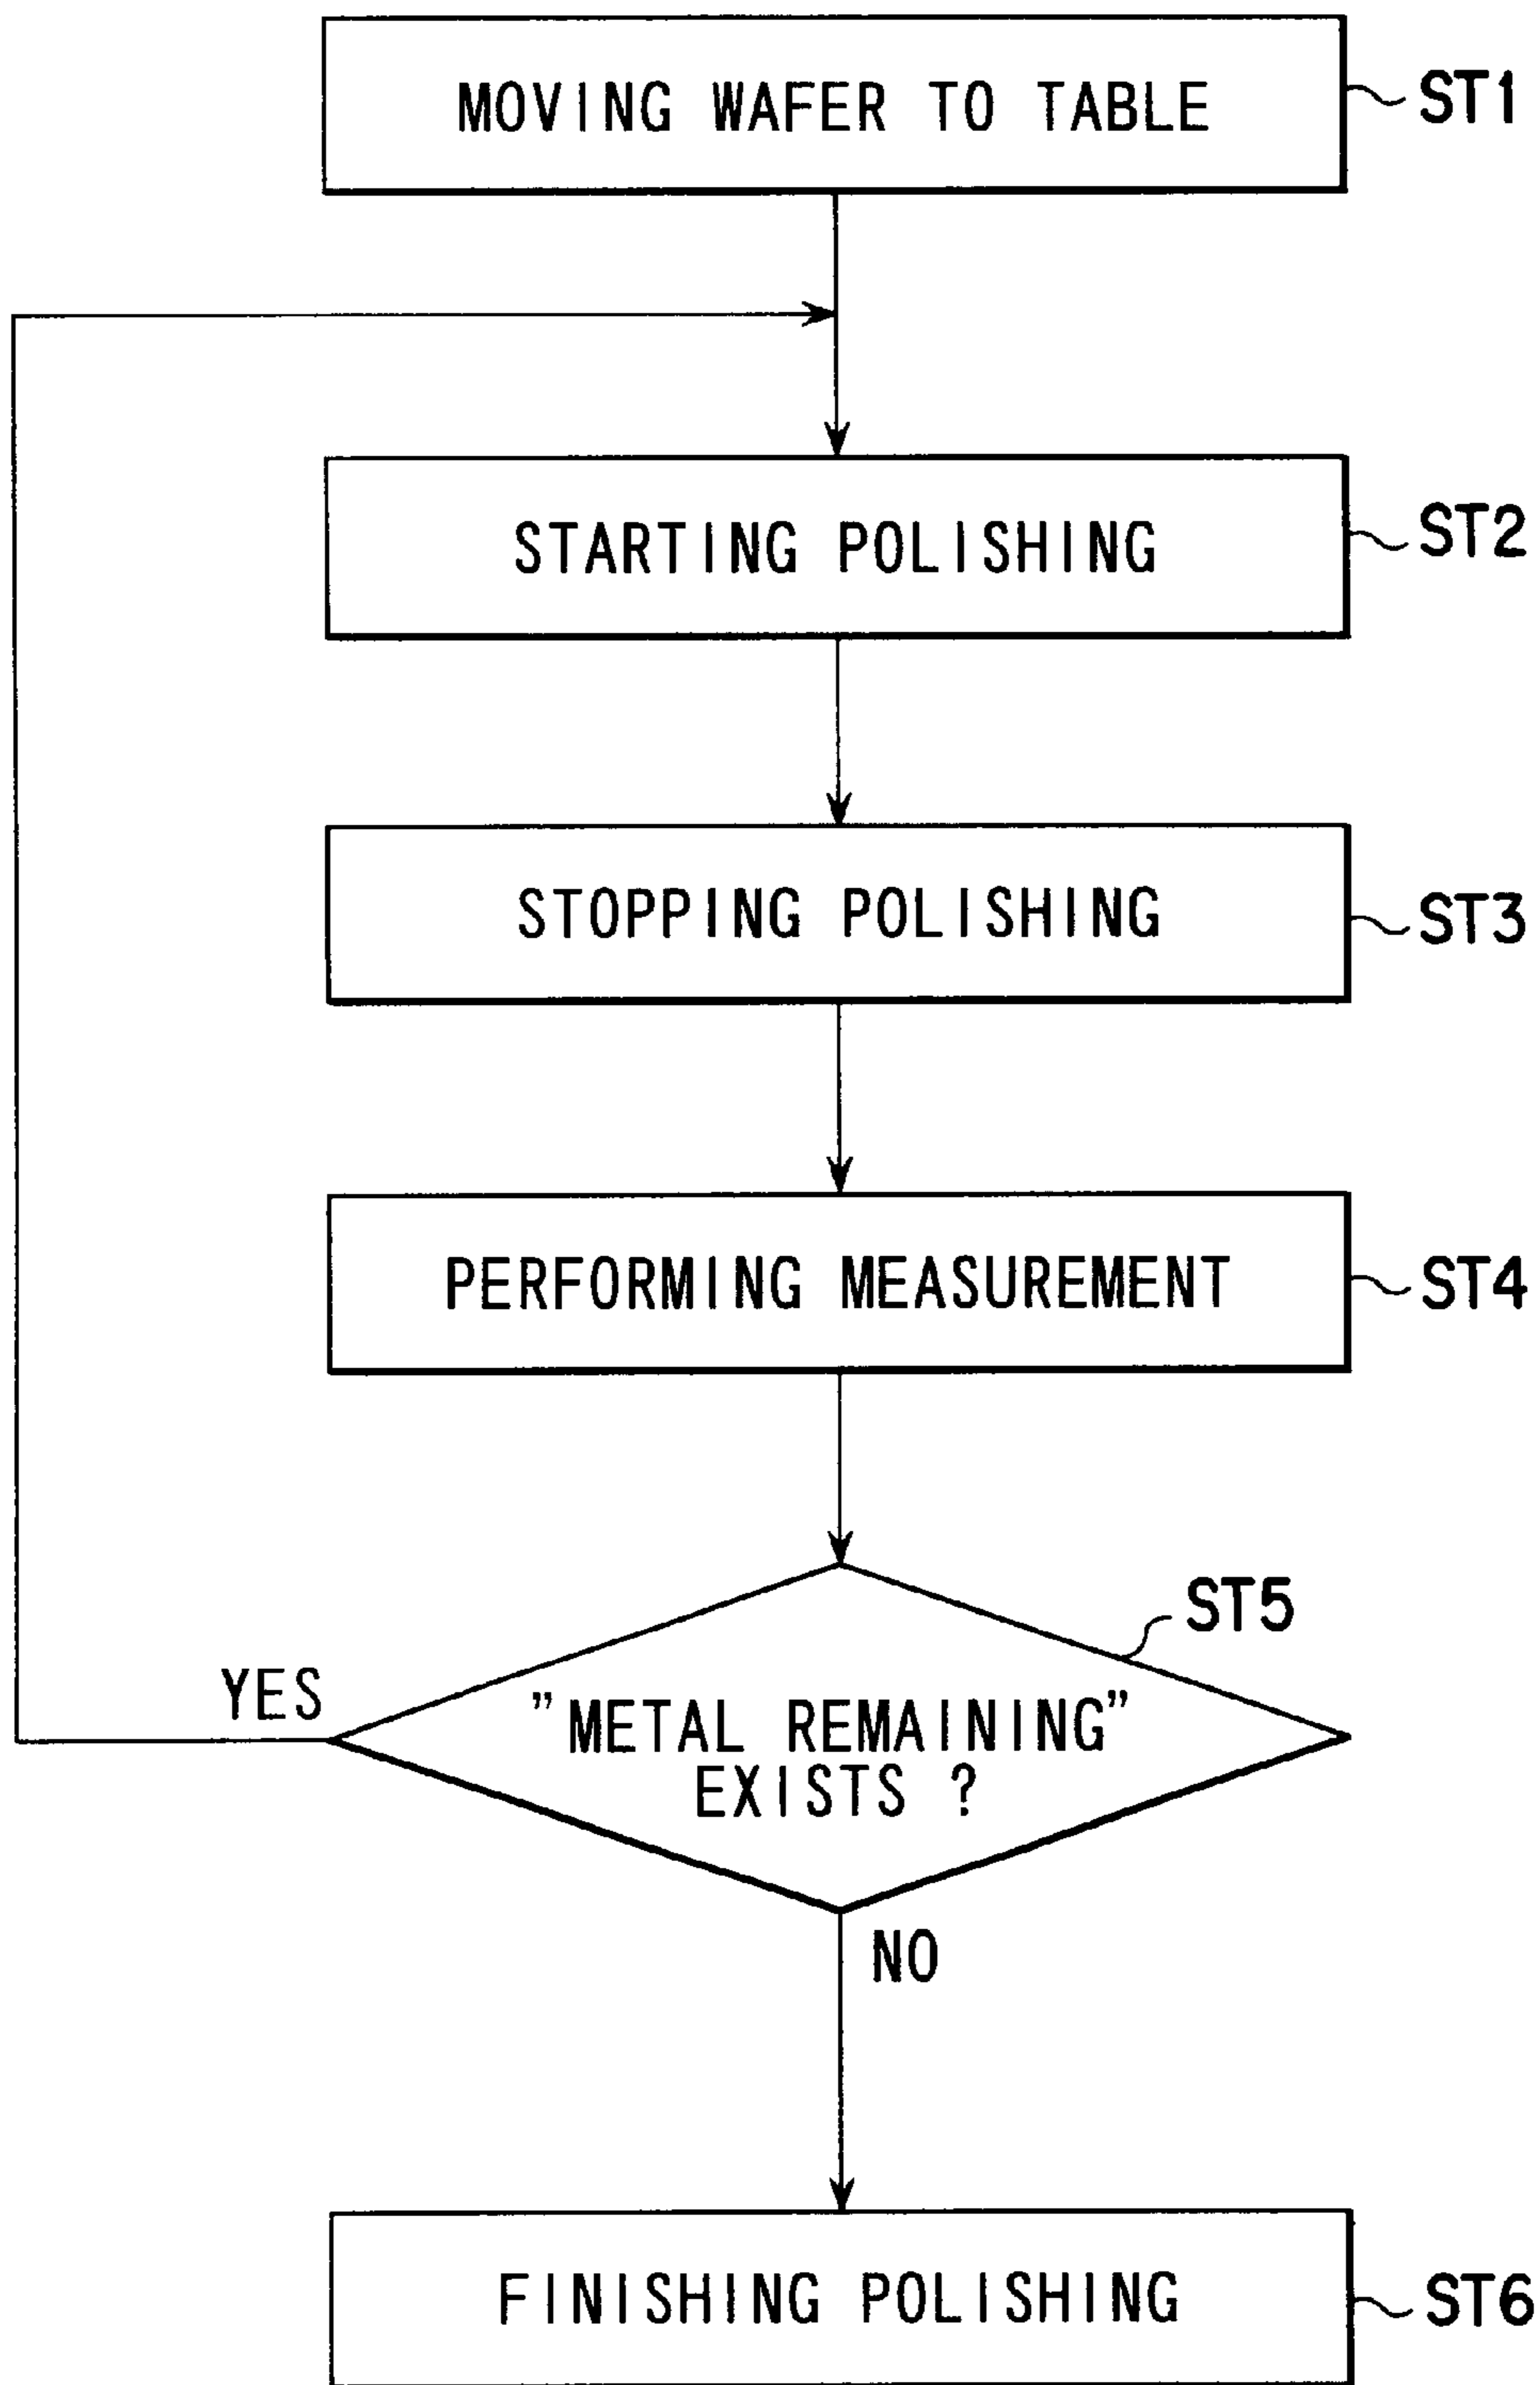 MOVING WAFER TO TABLE
ST1
STARTING POLISHING
ST2
STOPPING POLISHING
ST3
PERFORMING MEASUREMENT
ST4
ST5
YES
”METAL REMAINING”
EXISTS ?
NO
FINISHING POLISHING
ST6